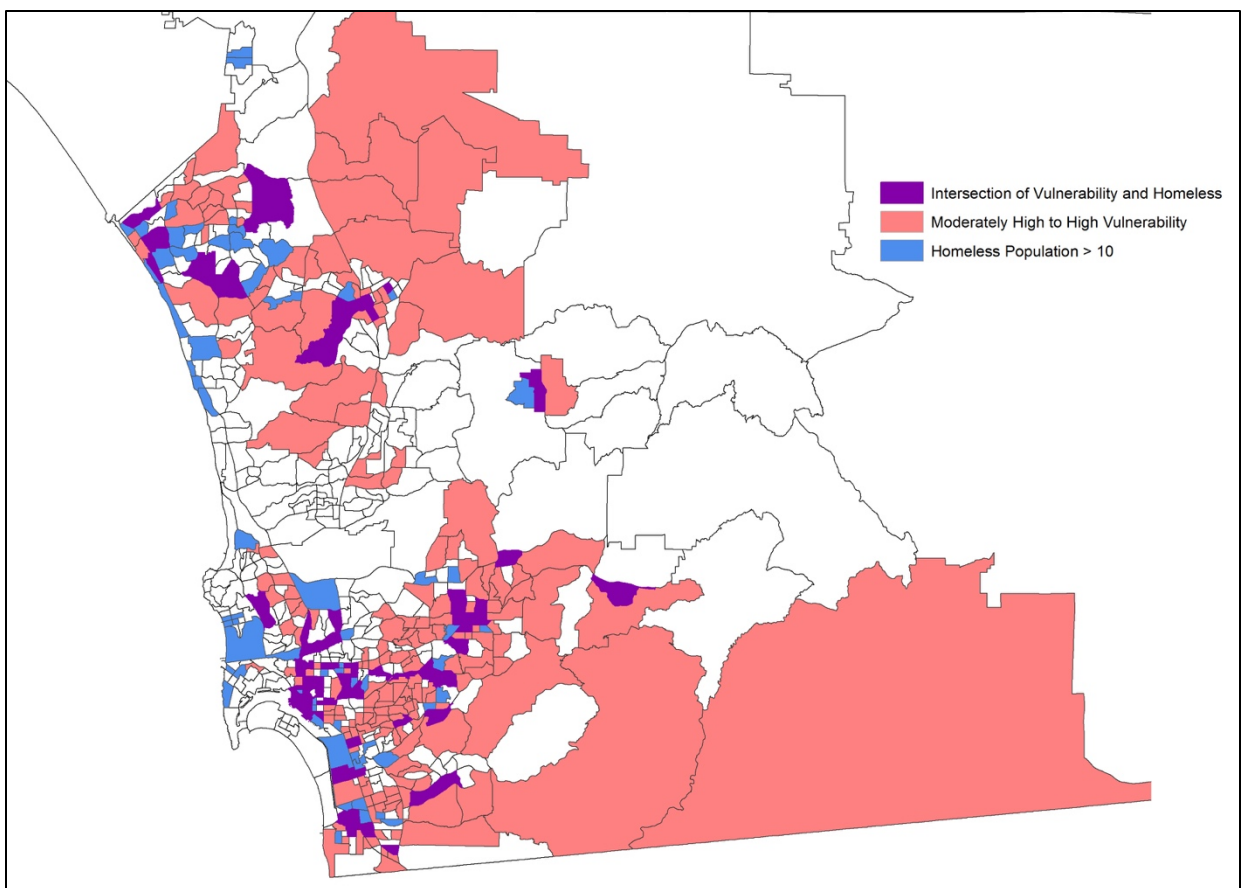 Intersection of Vulnerability and Homeless
Moderately High to High Vulnerability
Homeless Population > 10